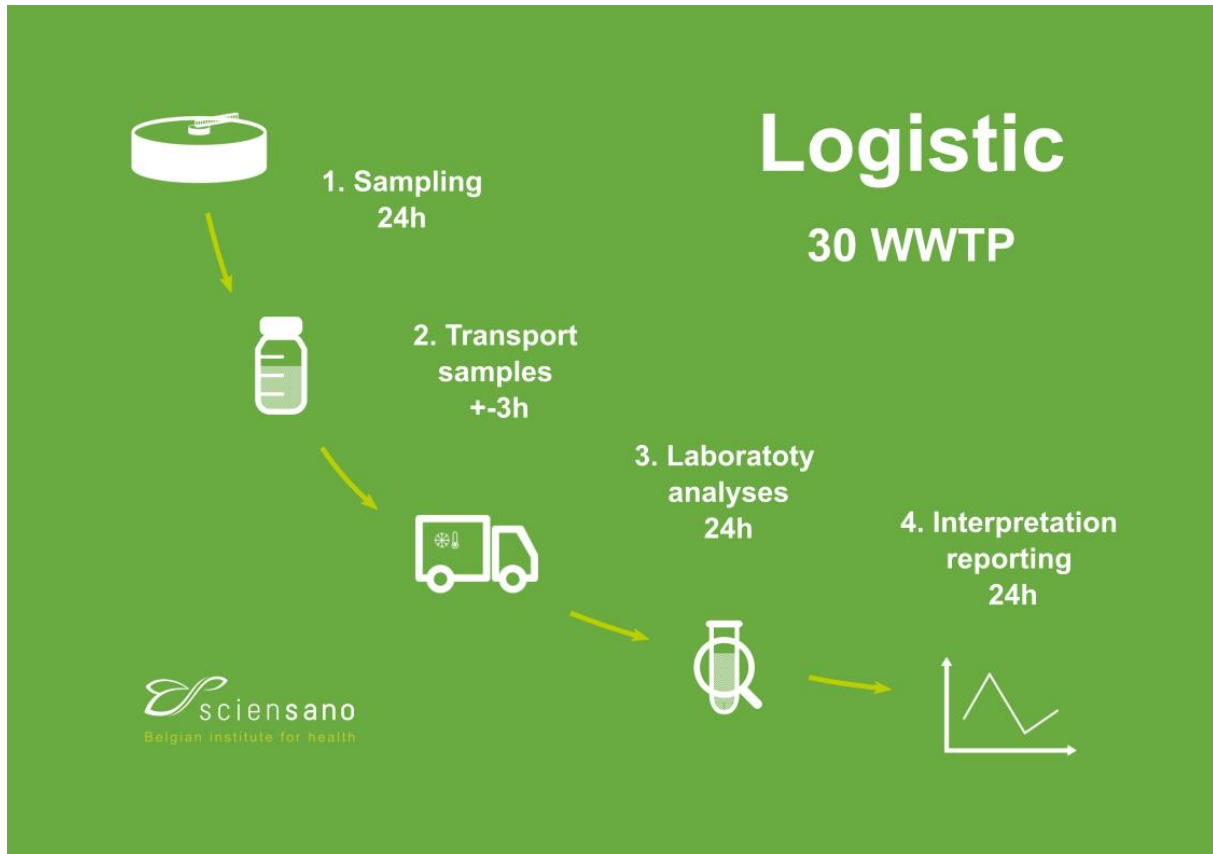 Logistic
30 WWTP
1. Sampling
24h
2. Transport
samples
+-3h
3. Laboratoty
analyses
24h
4. Interpretation
reporting
24h
sciensano
Belgian institute for health